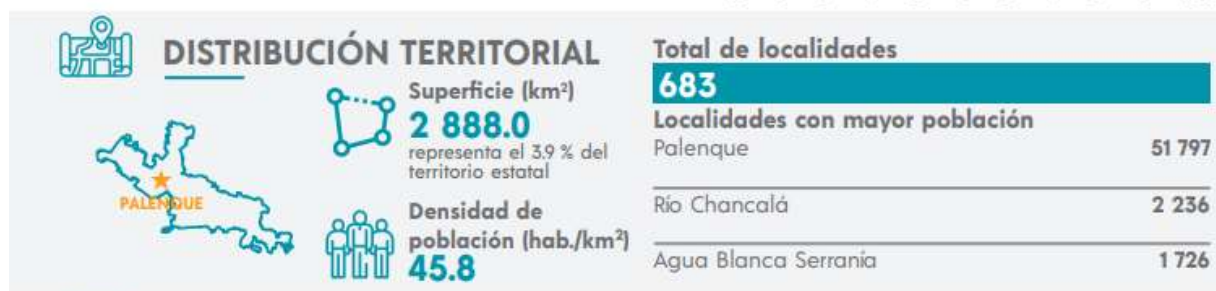 DISTRIBUCIÓN TERRITORIAL
PALENQUE
Superficie (km²)
2 888.0
representa el 3.9 % del
territorio estatal
Densidad de
población (hab./km²)
45.8
Total de localidades
683
Localidades con mayor población
Palenque 51 797
Río Chancalá 2 236
Agua Blanca Serranía 1 726